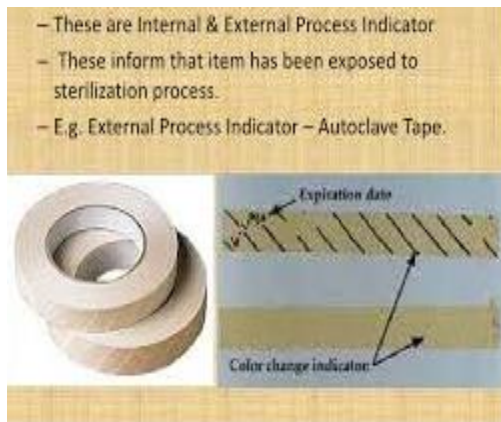 – These are Internal & External Process Indicator
– These inform that item has been exposed to
sterilization process.
– E.g. External Process Indicator – Autoclave Tape.
Expiration date
Color change indicator